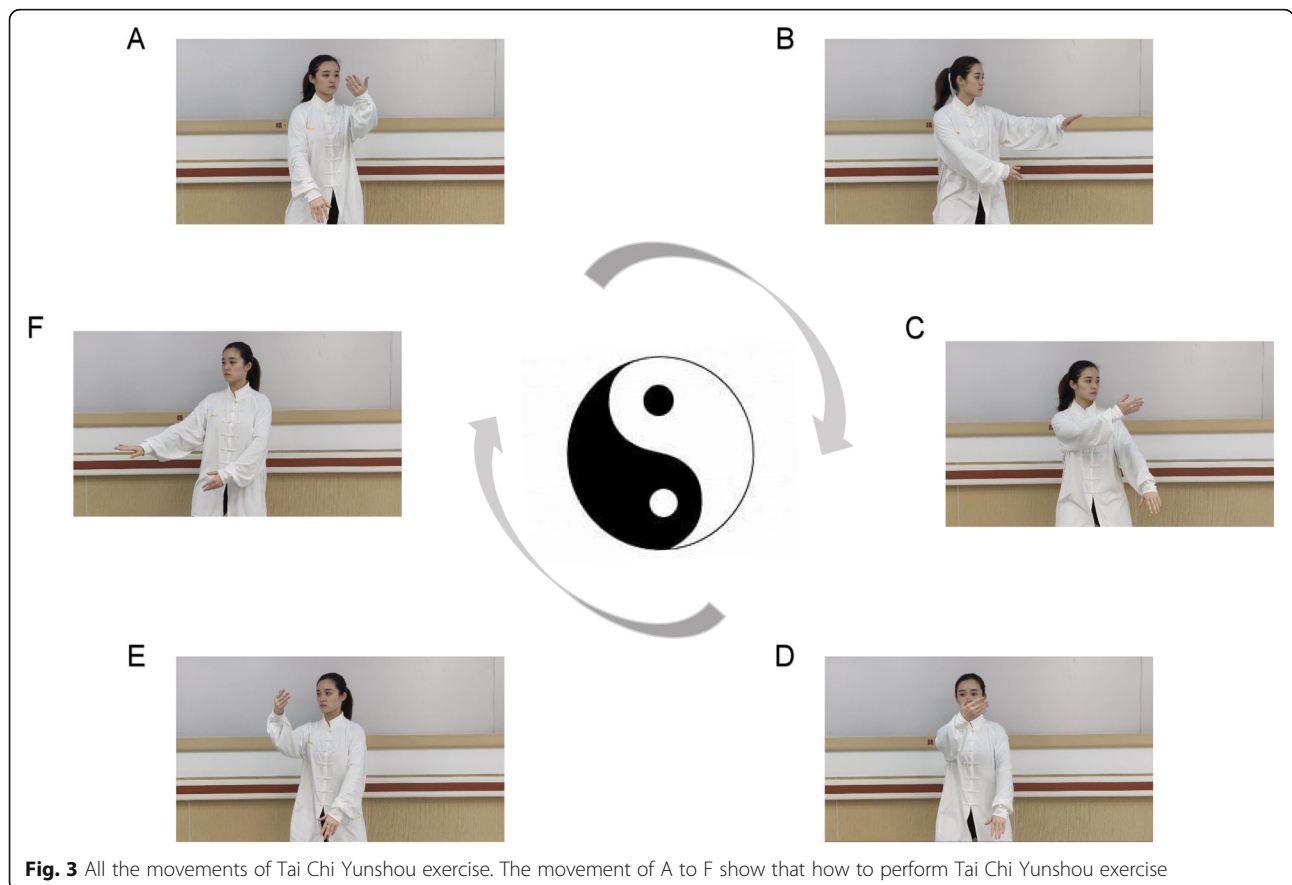 A
B
F
C
E
D
Fig. 3 All the movements of Tai Chi Yunshou exercise. The movement of A to F show that how to perform Tai Chi Yunshou exercise